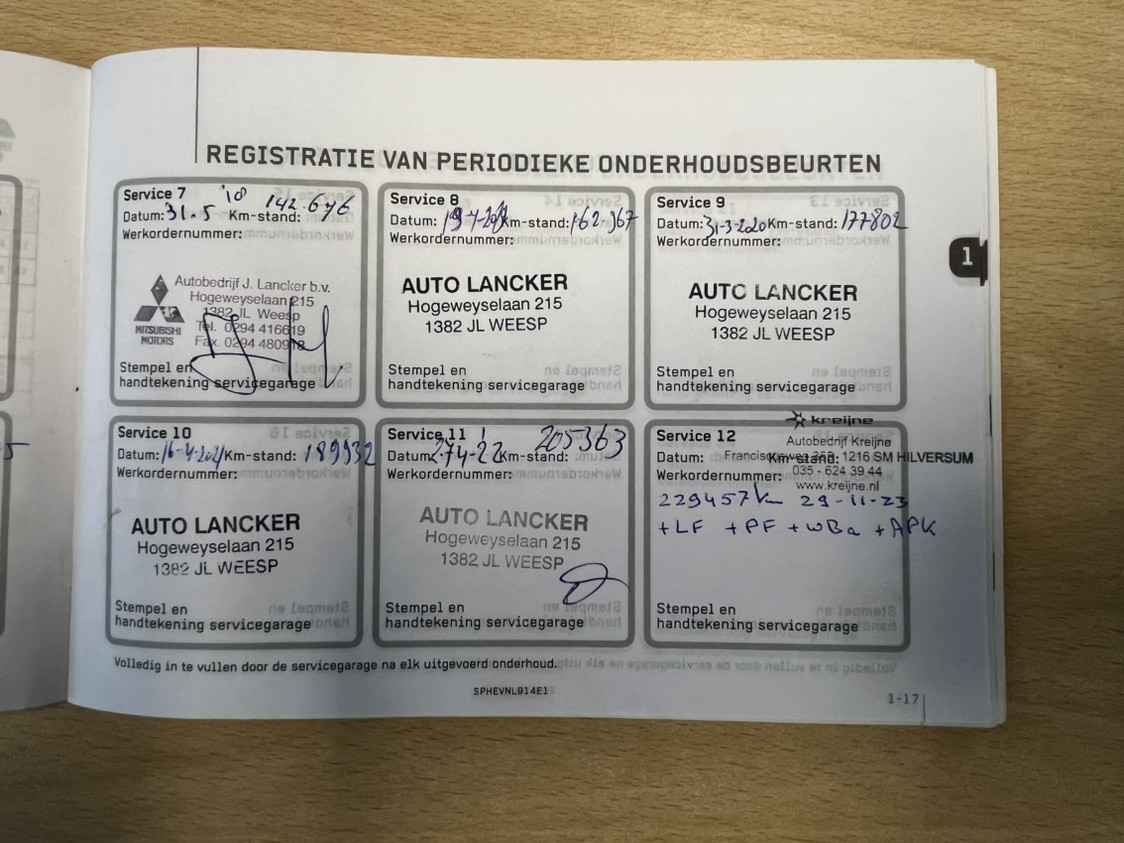 REGISTRATIE VAN PERIODIEKE ONDERHOUDSBEURTEN
Service 7 '18 142.676
Datum: 31.5 Km-stand:
Werkordernummer:
MITSUBISHI
MOTORS
Autobedrijf J. Lancker b.v.
Hogeweyselaan 215
1382 JL Weesp
Tel. 0294 416619
Fax. 0294 480918
Stempel en
handtekening servicegarage
Service 8
Datum: Km-stand: 162.367
Werkordernummer:
AUTO LANCKER
Hogeweyselaan 215
1382 JL WEESP
Stempel en
handtekening servicegarage
Service 9
Datum: 31-3-2020 Km-stand: 177802
Werkordernummer:
AUTO LANCKER
Hogeweyselaan 215
1382 JL WEESP
Stempel en
handtekening servicegarage
1
Service 10
Datum: 16-4-2021 Km-stand: 189932
Werkordernummer:
AUTO LANCKER
Hogeweyselaan 215
1382 JL WEESP
Stempel en
handtekening servicegarage
Service 11 205363
Datum: Km-stand:
Werkordernummer:
AUTO LANCKER
Hogeweyselaan 215
1382 JL WEESP
Stempel en
handtekening servicegarage
kreijne
Service 12
Autobedrijf Kreijne
Datum: Km-stand:
1216 SM HILVERSUM
Werkordernummer:
035 - 624 39 44
www.kreijne.nl
229457km 29-11-23
+LF +PF +WBa +APK
Stempel en
handtekening servicegarage
Volledig in te vullen door de servicegarage na elk uitgevoerd onderhoud.
SPHEVNL014E1
1-17